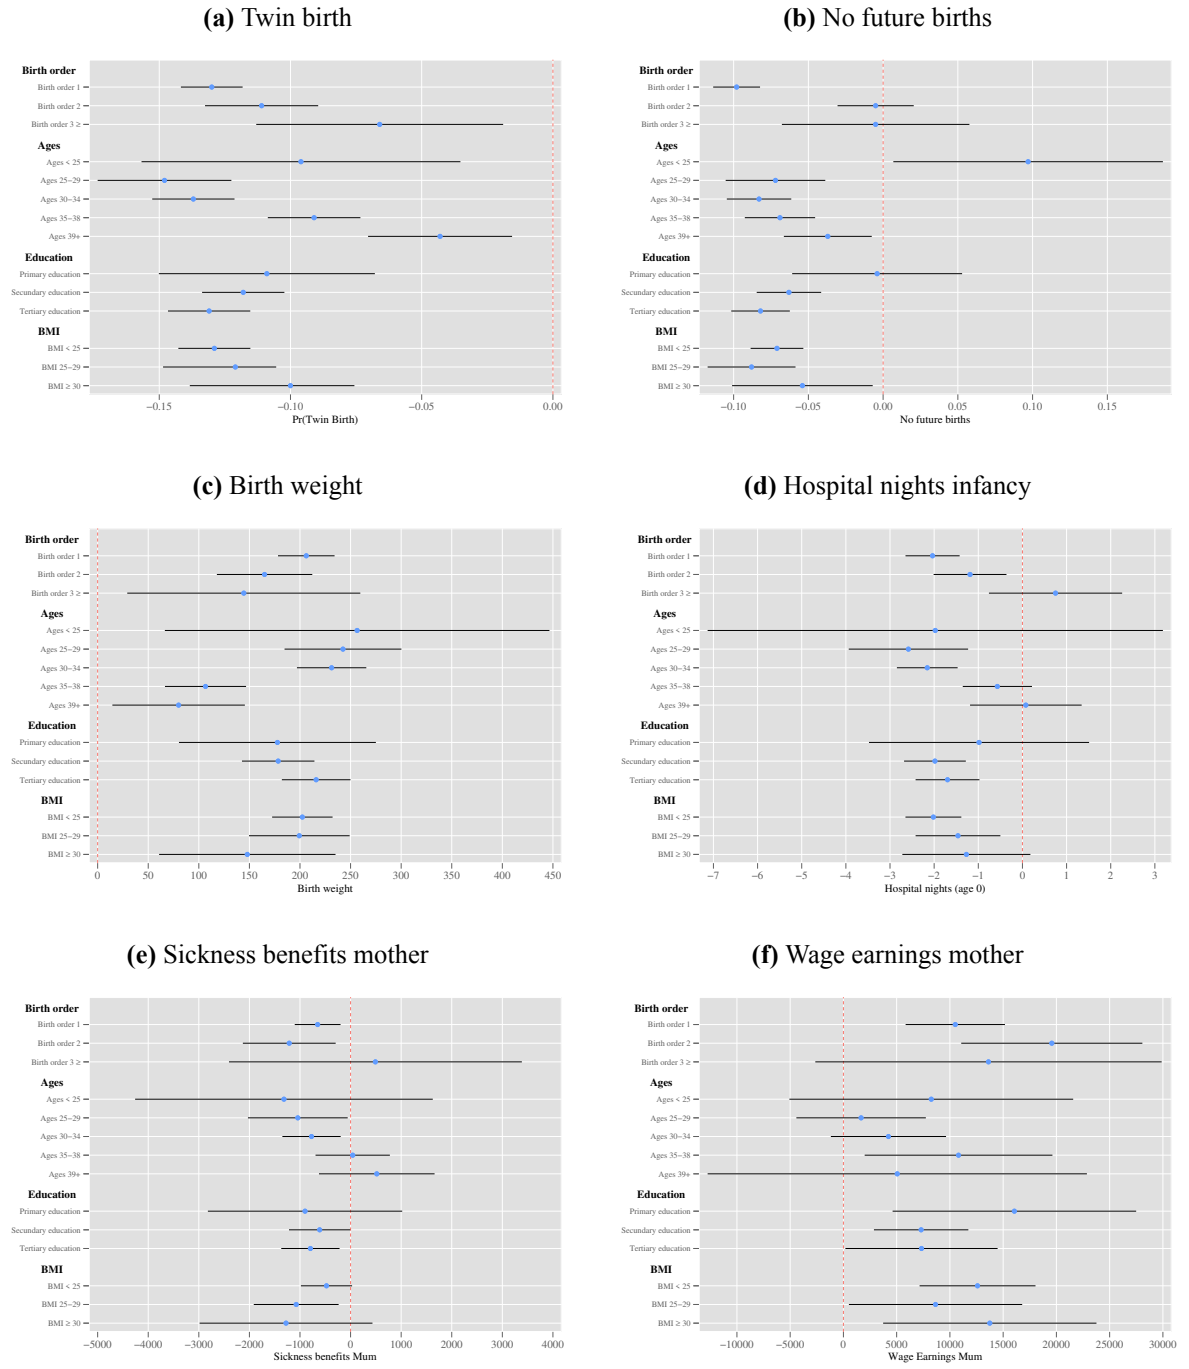 (a) Twin birth
Birth order
Birth order 1
Birth order 2
Birth order 3 ≥
Ages
Ages < 25
Ages 25−29
Ages 30−34
Ages 35−38
Ages 39+
Education
Primary education
Secundary education
Tertiary education
BMI
BMI < 25
BMI 25−29
BMI ≥ 30
−0.15 −0.10 −0.05 0.00
Pr(Twin Birth)
(b) No future births
Birth order
Birth order 1
Birth order 2
Birth order 3 ≥
Ages
Ages < 25
Ages 25−29
Ages 30−34
Ages 35−38
Ages 39+
Education
Primary education
Secundary education
Tertiary education
BMI
BMI < 25
BMI 25−29
BMI ≥ 30
−0.10 −0.05 0.00 0.05 0.10 0.15
No future births
(c) Birth weight
Birth order
Birth order 1
Birth order 2
Birth order 3 ≥
Ages
Ages < 25
Ages 25−29
Ages 30−34
Ages 35−38
Ages 39+
Education
Primary education
Secundary education
Tertiary education
BMI
BMI < 25
BMI 25−29
BMI ≥ 30
0 50 100 150 200 250 300 350 400 450
Birth weight
(d) Hospital nights infancy
Birth order
Birth order 1
Birth order 2
Birth order 3 ≥
Ages
Ages < 25
Ages 25−29
Ages 30−34
Ages 35−38
Ages 39+
Education
Primary education
Secundary education
Tertiary education
BMI
BMI < 25
BMI 25−29
BMI ≥ 30
−7 −6 −5 −4 −3 −2 −1 0 1 2 3
Hospital nights (age 0)
(e) Sickness benefits mother
Birth order
Birth order 1
Birth order 2
Birth order 3 ≥
Ages
Ages < 25
Ages 25−29
Ages 30−34
Ages 35−38
Ages 39+
Education
Primary education
Secundary education
Tertiary education
BMI
BMI < 25
BMI 25−29
BMI ≥ 30
−5000 −4000 −3000 −2000 −1000 0 1000 2000 3000 4000
Sickness benefits Mum
(f) Wage earnings mother
Birth order
Birth order 1
Birth order 2
Birth order 3 ≥
Ages
Ages < 25
Ages 25−29
Ages 30−34
Ages 35−38
Ages 39+
Education
Primary education
Secundary education
Tertiary education
BMI
BMI < 25
BMI 25−29
BMI ≥ 30
−10000 −5000 0 5000 10000 15000 20000 25000 30000
Wage Earnings Mum